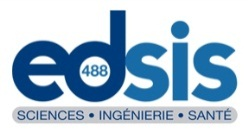 edsis
488
SCIENCES • INGÉNIERIE • SANTÉ